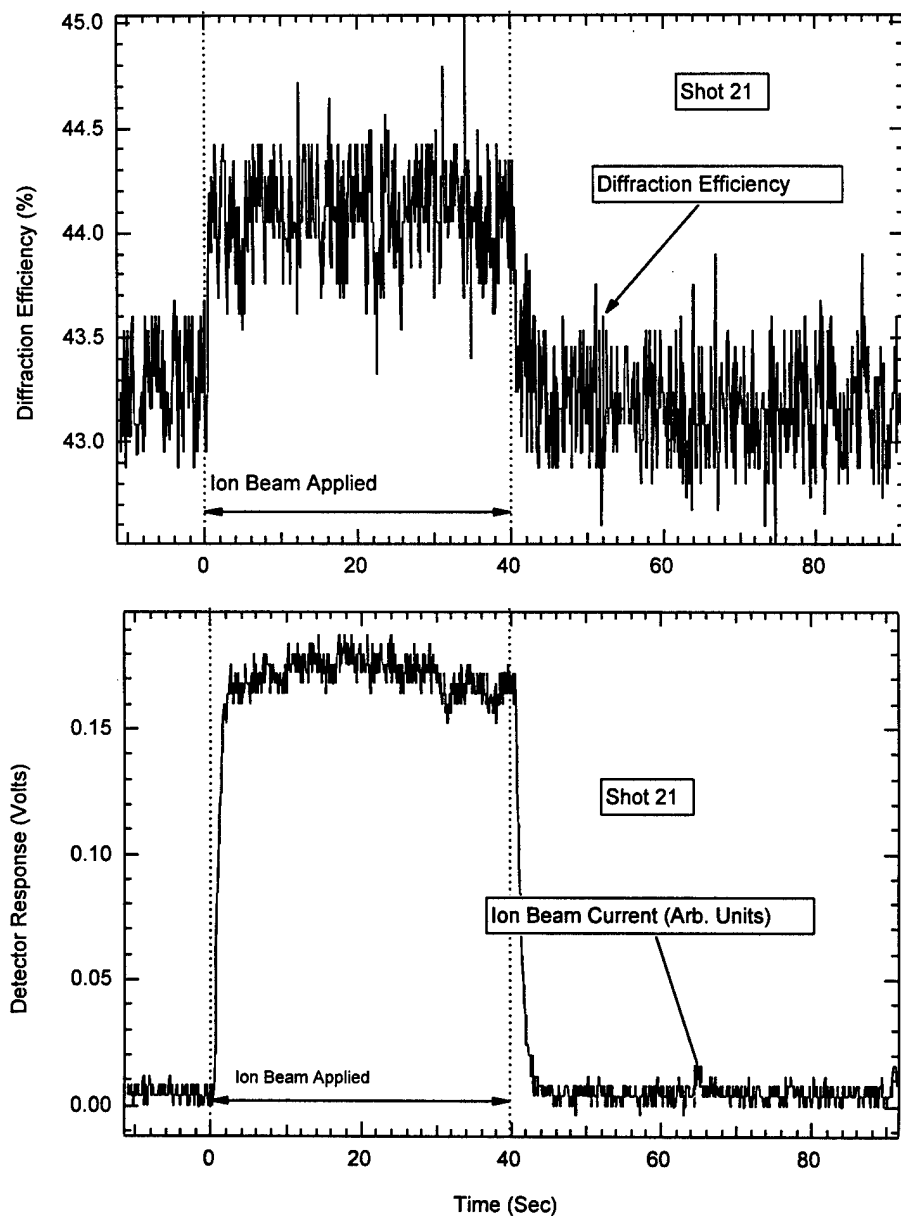 45.0
44.5
44.0
43.5
43.0
Diffraction Efficiency (%)
Shot 21
Diffraction Efficiency
Ion Beam Applied
0
20
40
60
80
0.15
0.10
0.05
0.00
Detector Response (Volts)
Shot 21
Ion Beam Current (Arb. Units)
Ion Beam Applied
0
20
40
60
80
Time (Sec)